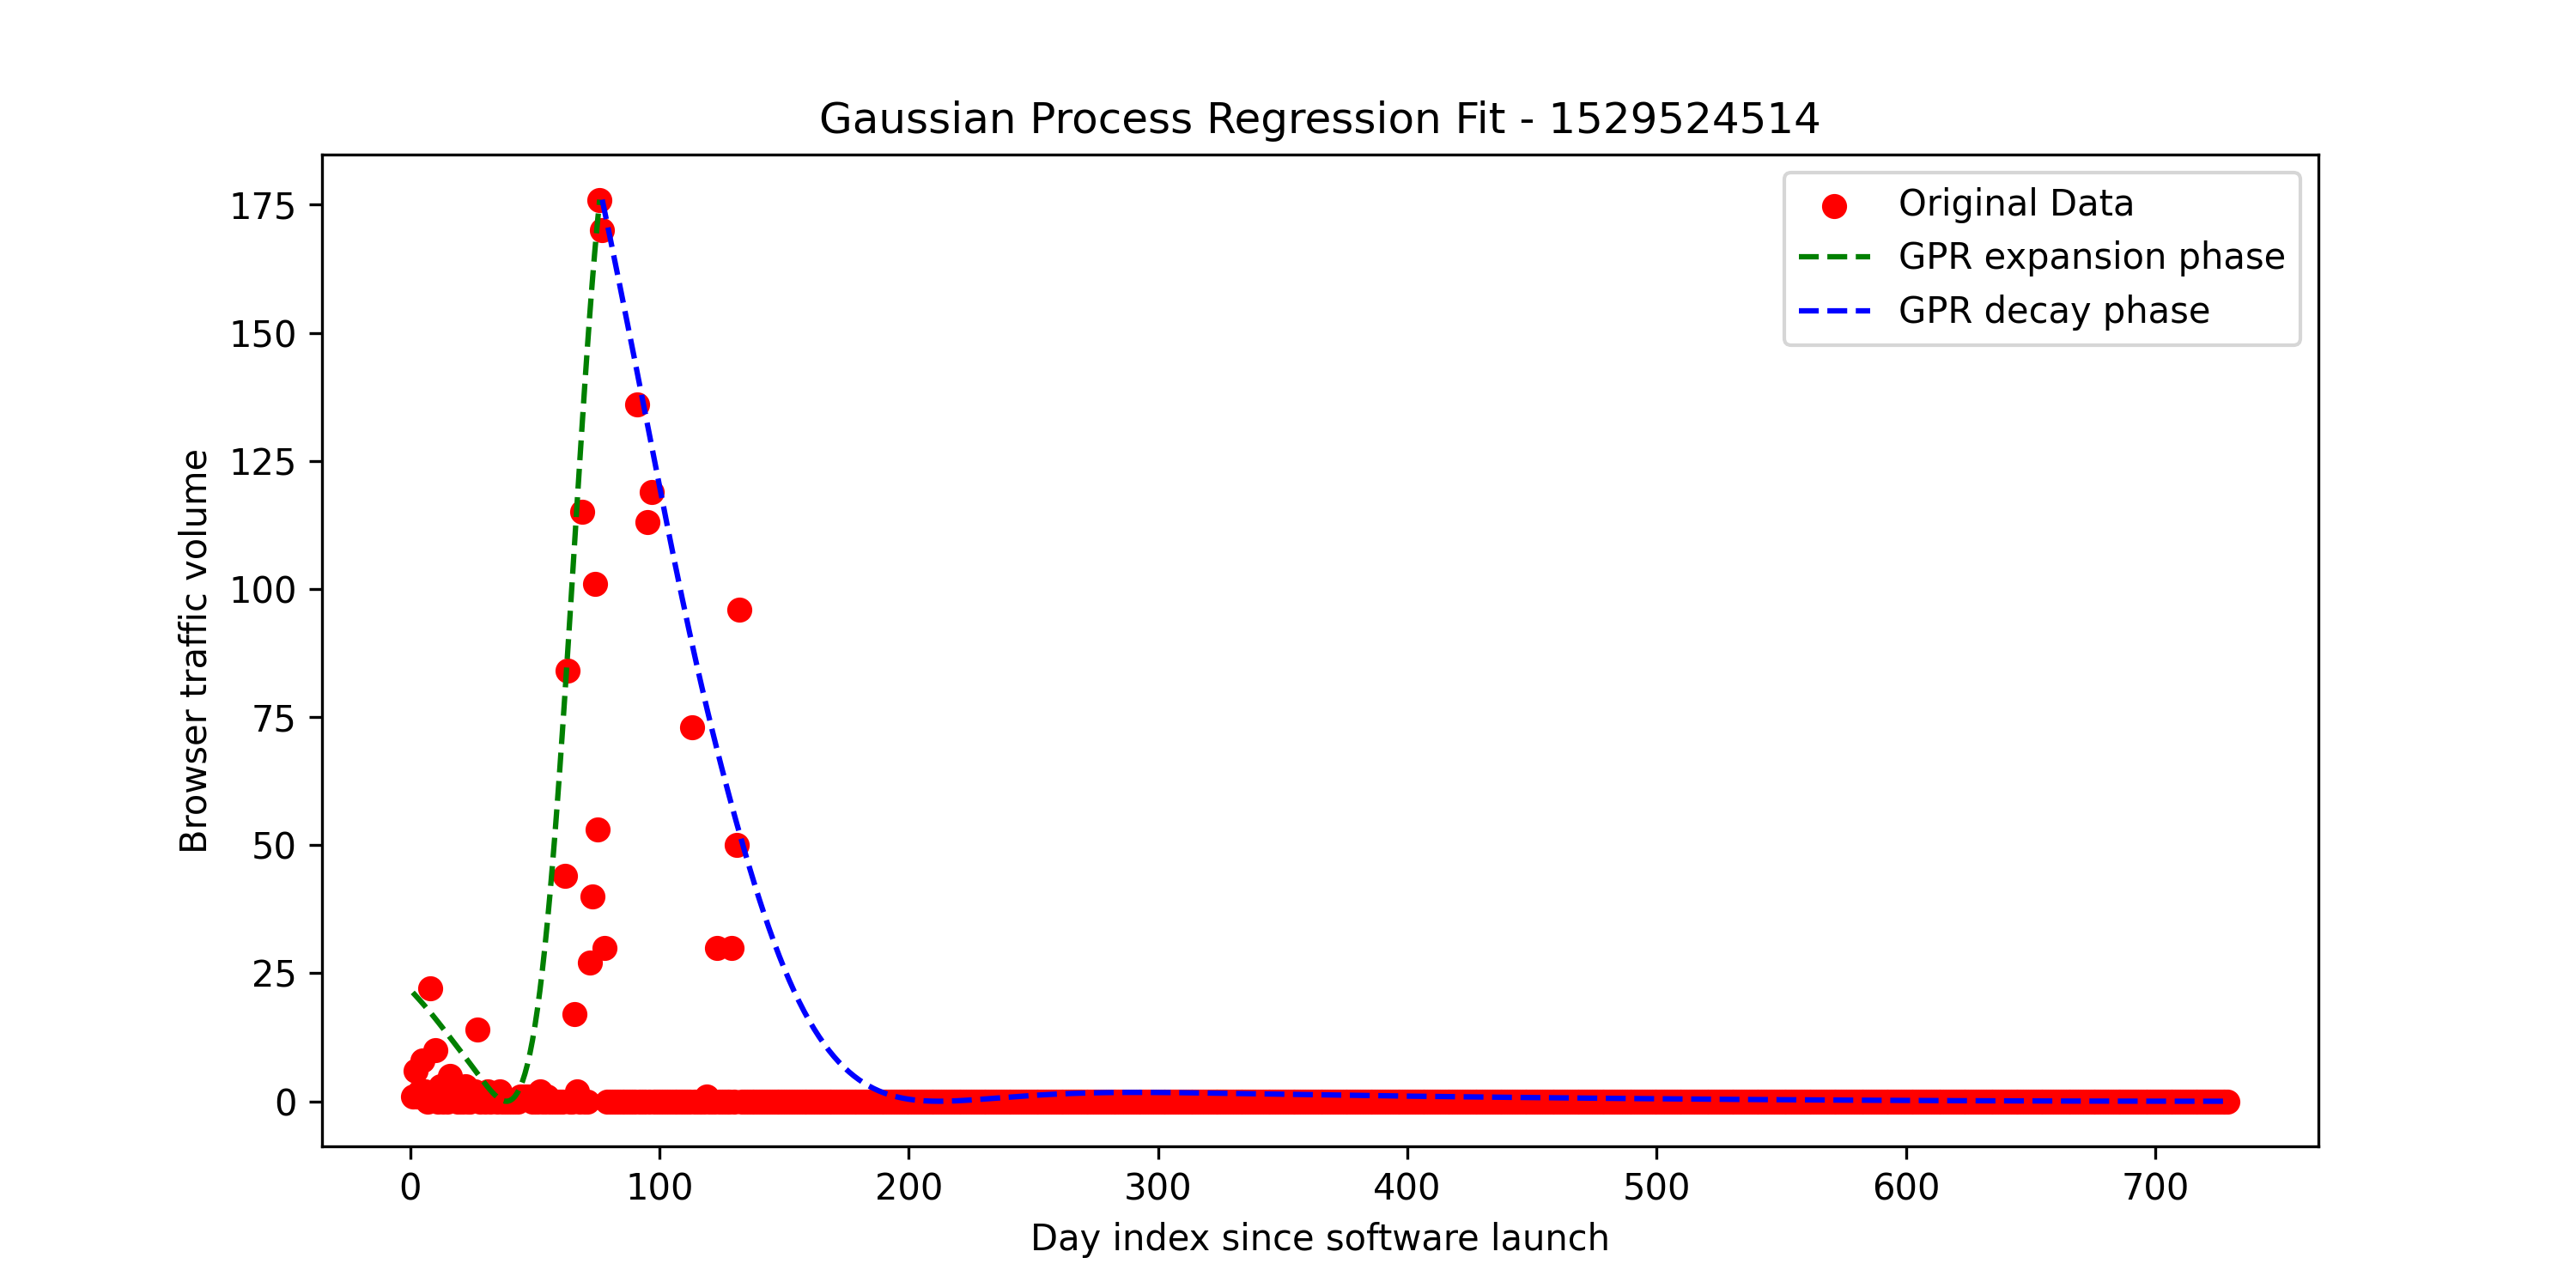 Gaussian Process Regression Fit - 1529524514
Original Data
GPR expansion phase
GPR decay phase
Browser traffic volume
175
150
125
100
75
50
25
0
0 100 200 300 400 500 600 700
Day index since software launch